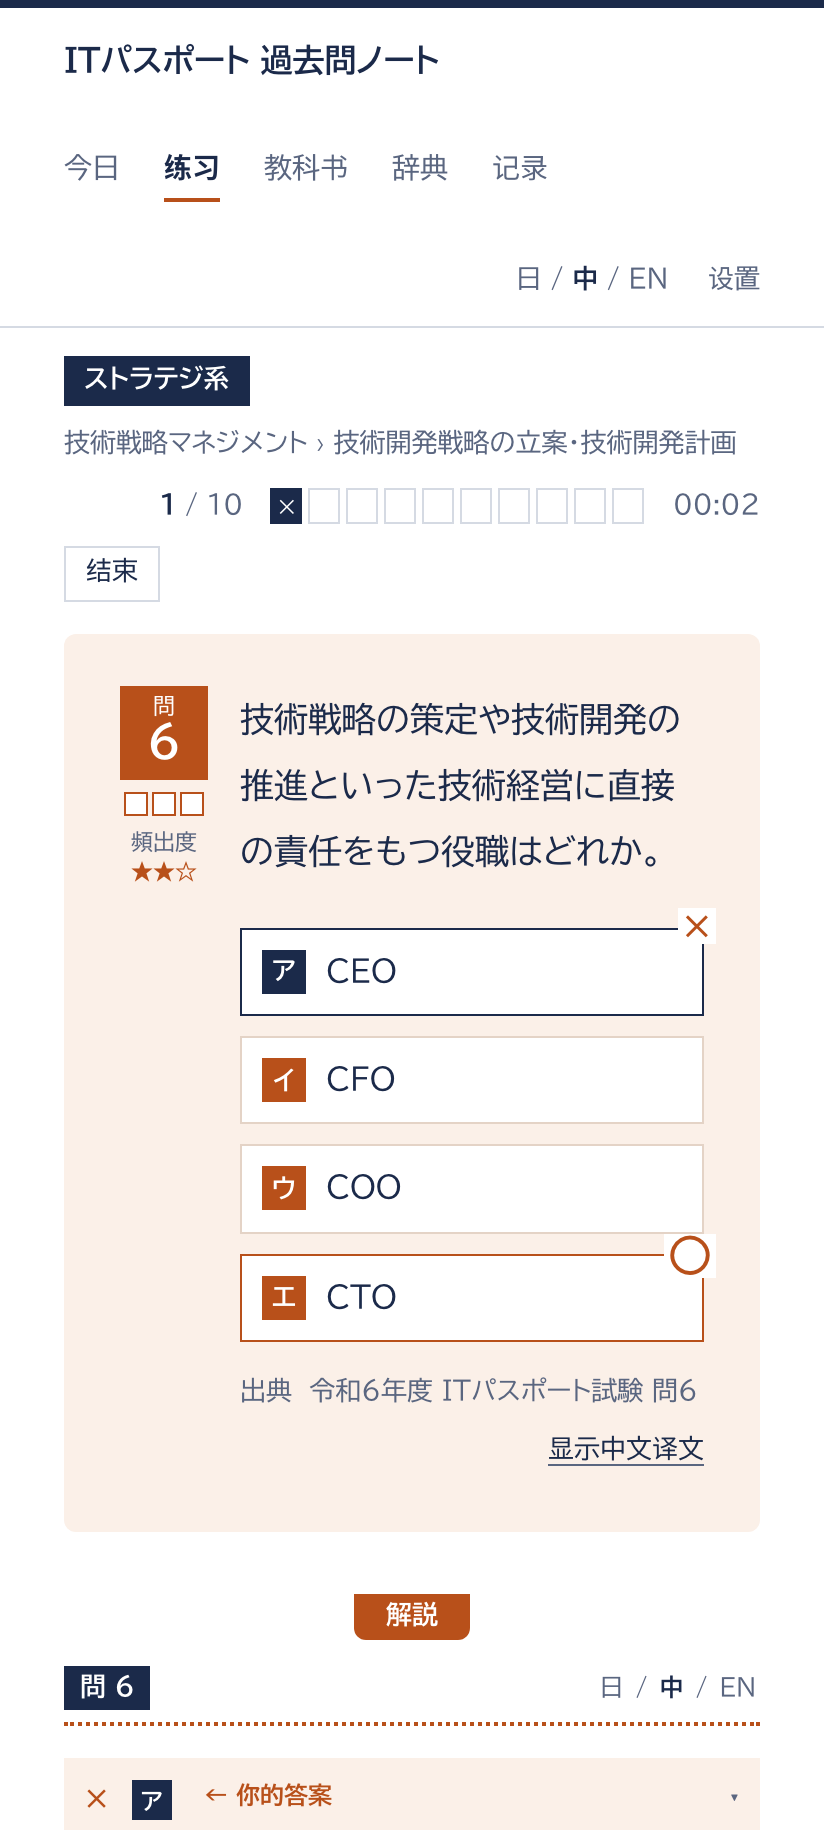 ITパスポート 過去問ノート
今日 练习 教科书 辞典 记录
日 / 中 / EN 设置
ストラテジ系
技術戦略マネジメント › 技術開発戦略の立案・技術開発計画
1 / 10 × 00:02
结束
問
6
頻出度
★★☆
技術戦略の策定や技術開発の
推進といった技術経営に直接
の責任をもつ役職はどれか。
ア CEO
イ CFO
ウ COO
エ CTO
出典 令和6年度 ITパスポート試験 問6
显示中文译文
解説
問 6 日 / 中 / EN
× ア ← 你的答案